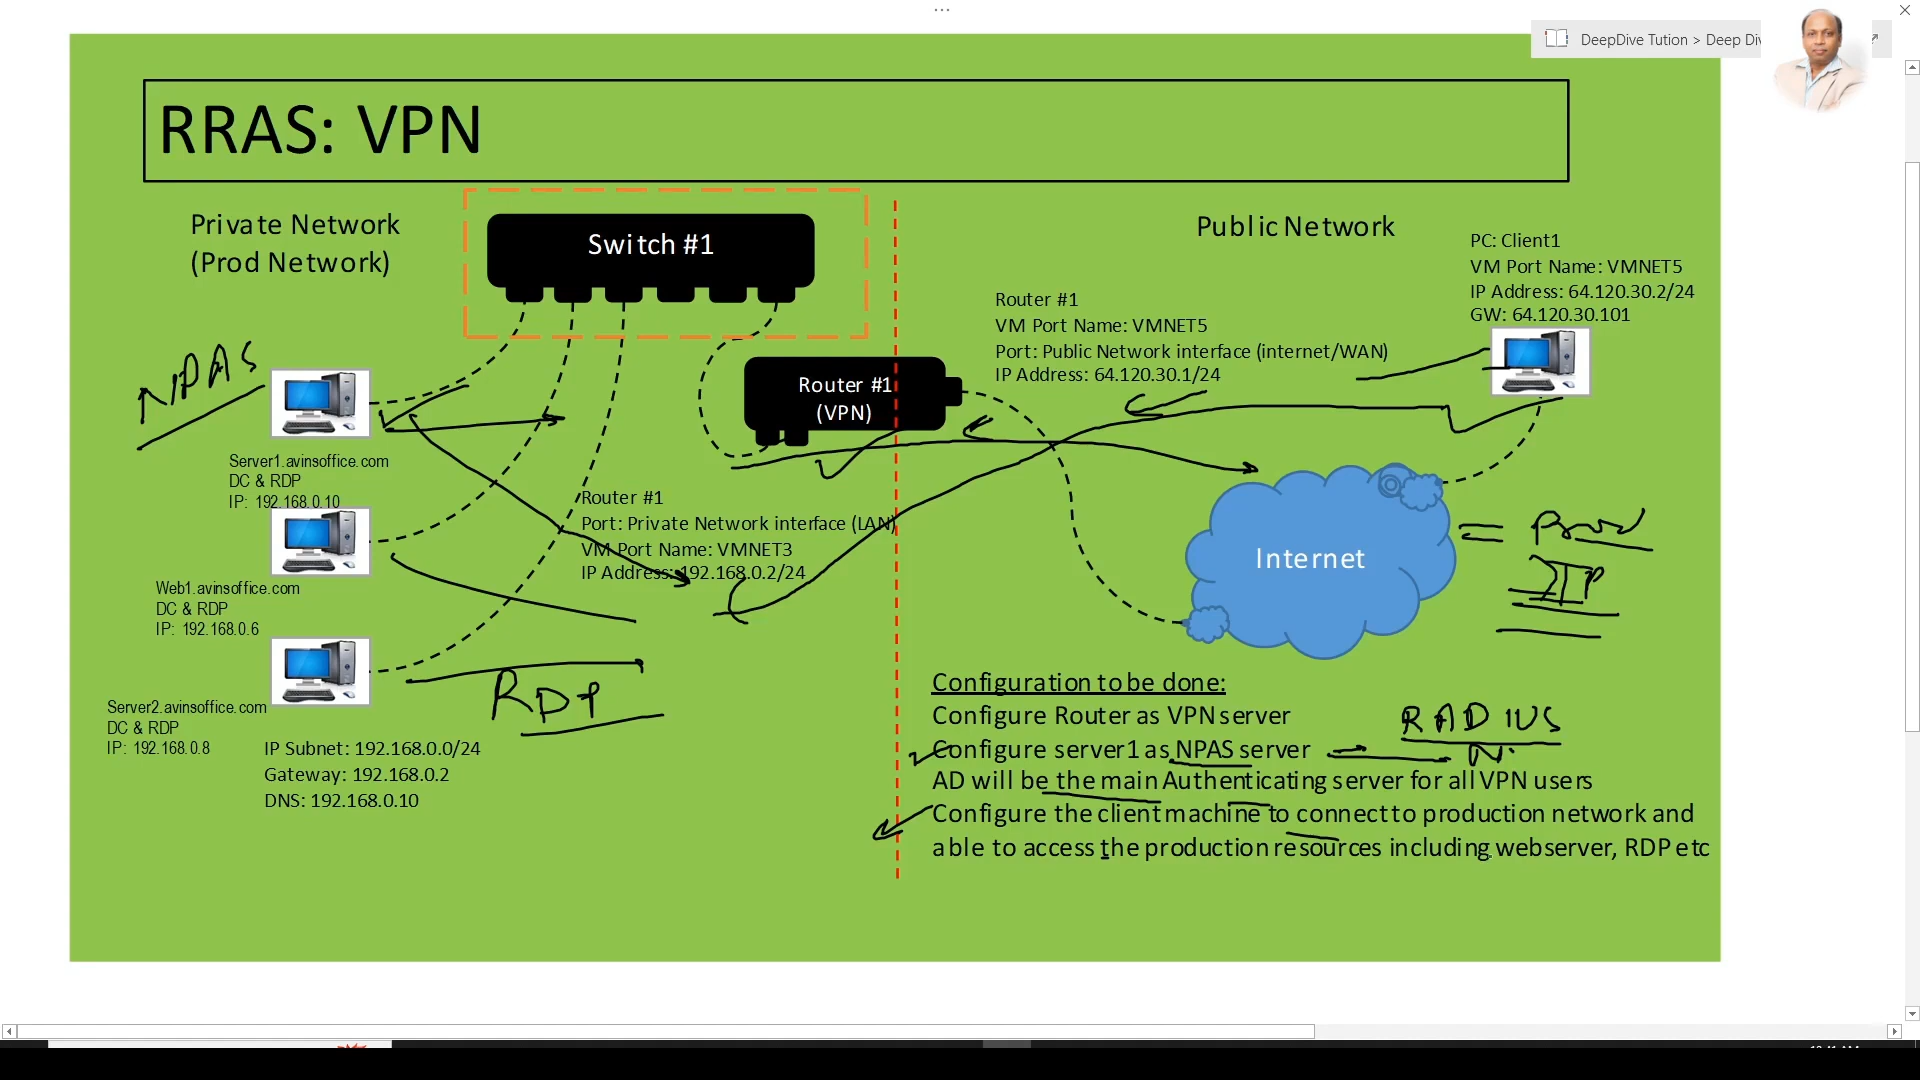 DeepDive Tution > Deep Div
RRAS: VPN
Private Network
(Prod Network)
Switch #1
Public Network
PC: Client1
VM Port Name: VMNET5
IP Address: 64.120.30.2/24
GW: 64.120.30.101
Router #1
VM Port Name: VMNET5
Port: Public Network interface (internet/WAN)
IP Address: 64.120.30.1/24
NPAS
Router #1
(VPN)
Server1.avinsoffice.com
DC & RDP
IP: 192.168.0.10
Router #1
Port: Private Network interface (LAN)
VM Port Name: VMNET3
IP Address: 192.168.0.2/24
Internet
IP
Web1.avinsoffice.com
DC & RDP
IP: 192.168.0.6
RDP
Server2.avinsoffice.com
DC & RDP
IP: 192.168.0.8
IP Subnet: 192.168.0.0/24
Gateway: 192.168.0.2
DNS: 192.168.0.10
Configuration to be done:
Configure Router as VPN server
RADIUS
Configure server1 as NPAS server
AD will be the main Authenticating server for all VPN users
Configure the client machine to connect to production network and
able to access the production resources including webserver, RDP etc